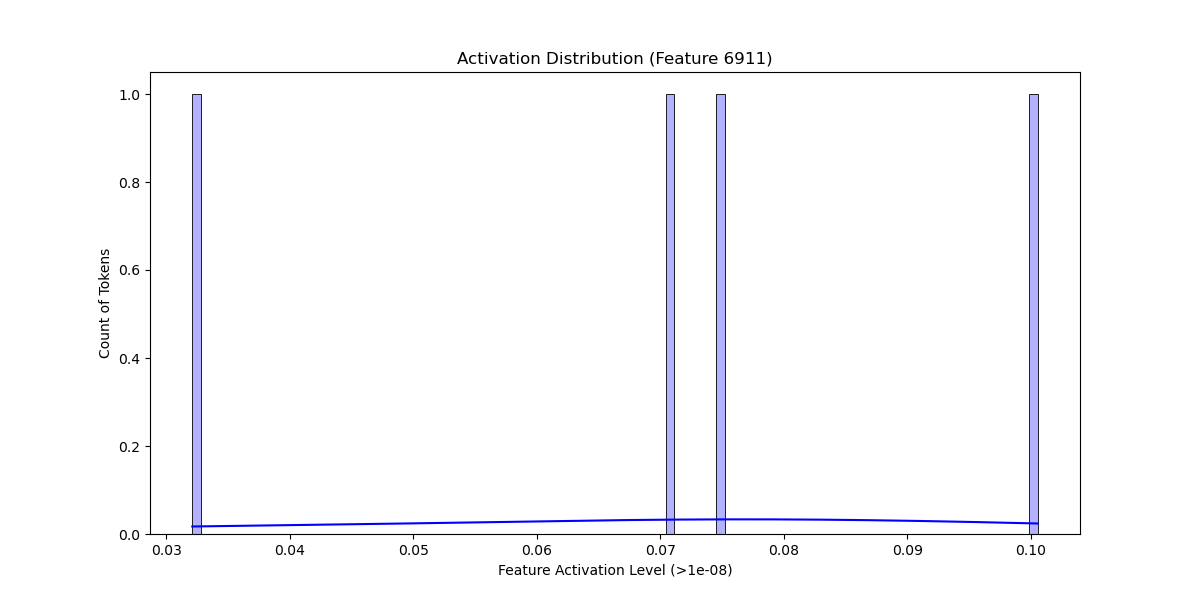 Activation Distribution (Feature 6911)
1.0
0.8
0.6
0.4
0.2
0.0
Count of Tokens
0.03 0.04 0.05 0.06 0.07 0.08 0.09 0.10
Feature Activation Level (>1e-08)